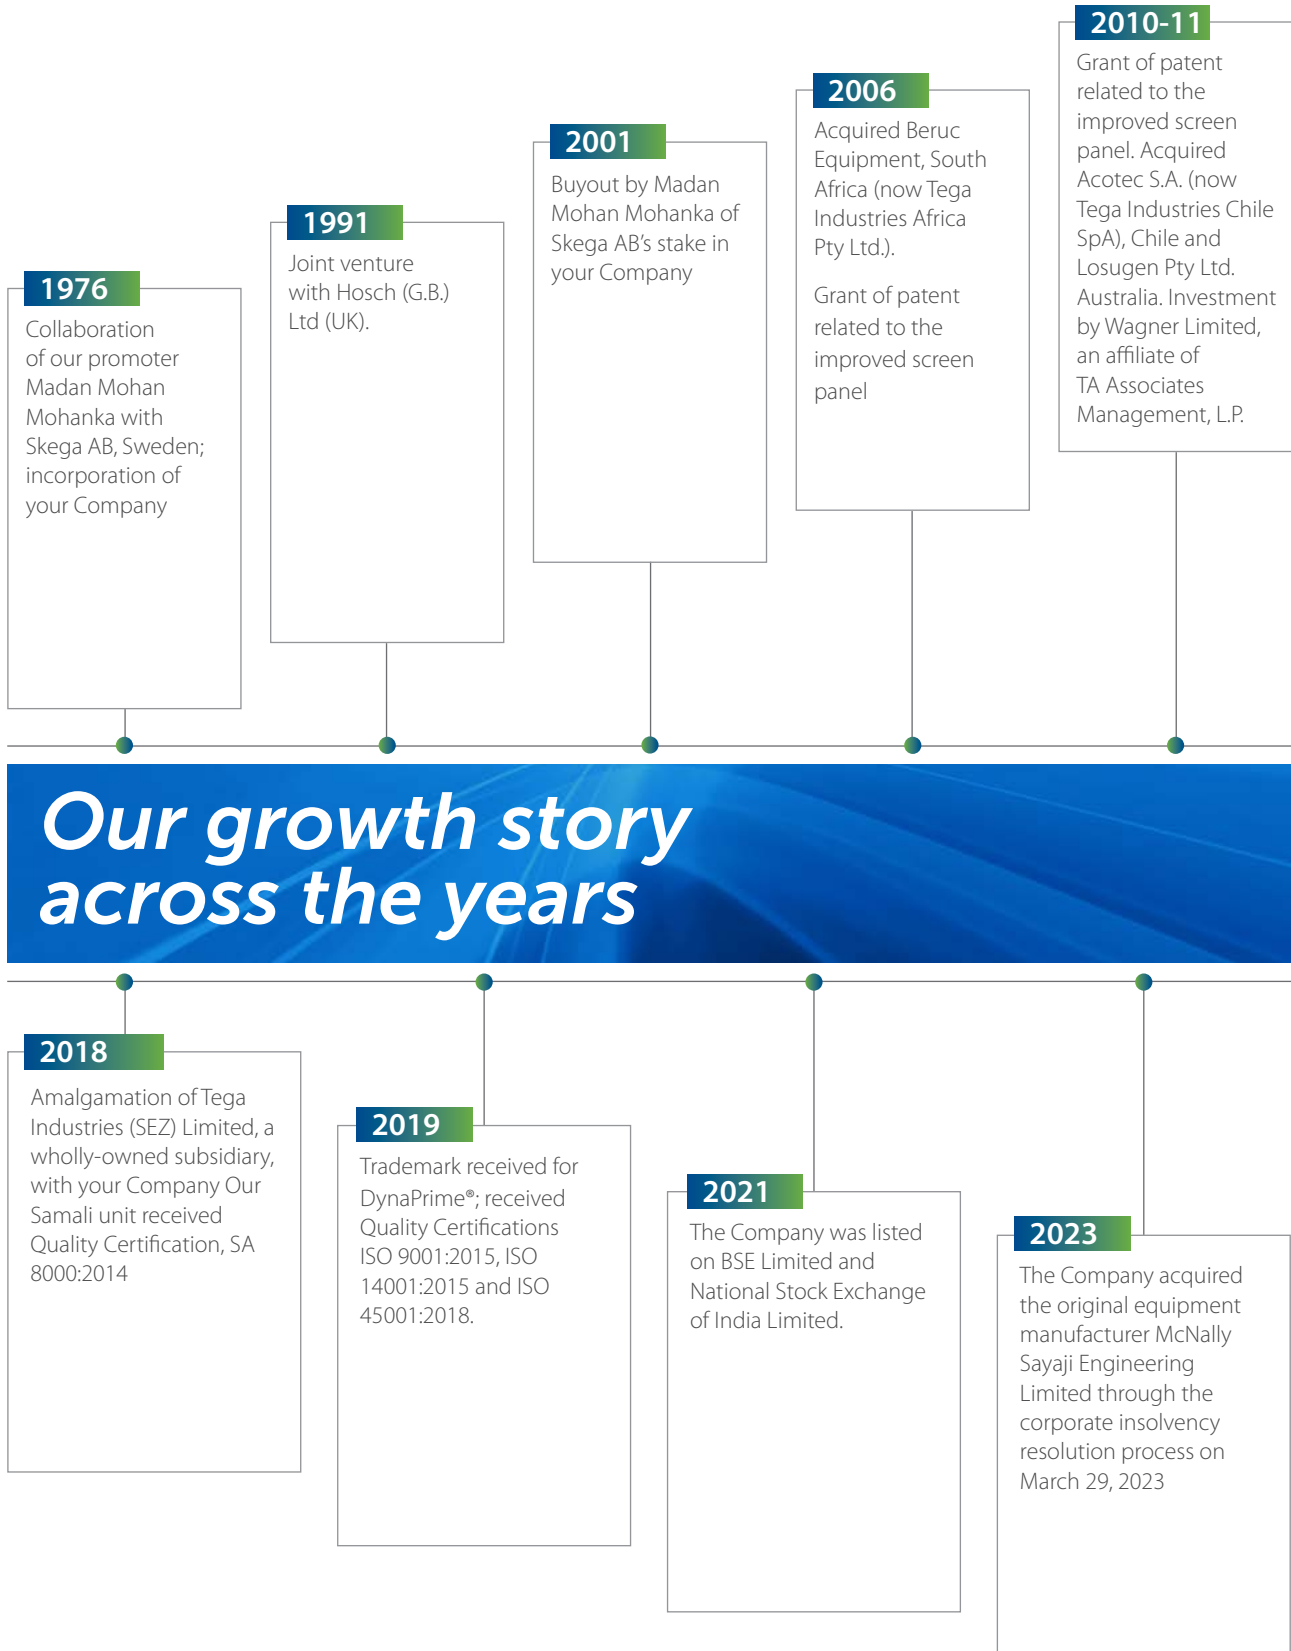 1976
Collaboration
of our promoter
Madan Mohan
Mohanka with
Skega AB, Sweden;
incorporation of
your Company
1991
Joint venture
with Hosch (G.B.)
Ltd (UK).
2001
Buyout by Madan
Mohan Mohanka of
Skega AB's stake in
your Company
2006
Acquired Beruc
Equipment, South
Africa (now Tega
Industries Africa
Pty Ltd.).
Grant of patent
related to the
improved screen
panel
2010-11
Grant of patent
related to the
improved screen
panel. Acquired
Acotec S.A. (now
Tega Industries Chile
SpA), Chile and
Losugen Pty Ltd.
Australia. Investment
by Wagner Limited,
an affiliate of
TA Associates
Management, L.P.
Our growth story
across the years
2018
Amalgamation of Tega
Industries (SEZ) Limited, a
wholly-owned subsidiary,
with your Company Our
Samali unit received
Quality Certification, SA
8000:2014
2019
Trademark received for
DynaPrime®; received
Quality Certifications
ISO 9001:2015, ISO
14001:2015 and ISO
45001:2018.
2021
The Company was listed
on BSE Limited and
National Stock Exchange
of India Limited.
2023
The Company acquired
the original equipment
manufacturer McNally
Sayaji Engineering
Limited through the
corporate insolvency
resolution process on
March 29, 2023